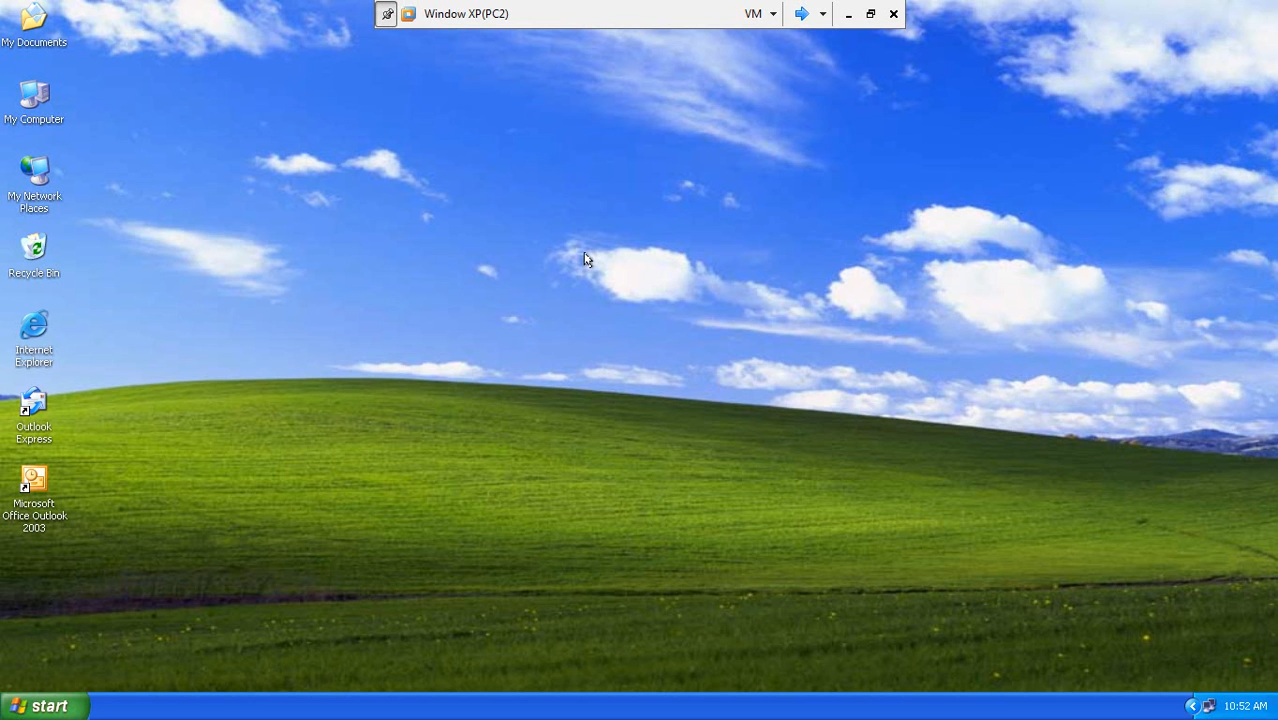 Window XP(PC2)
VM
My Documents
My Computer
My Network
Places
Recycle Bin
Internet
Explorer
Outlook
Express
Microsoft
Office Outlook
2003
start
10:52 AM